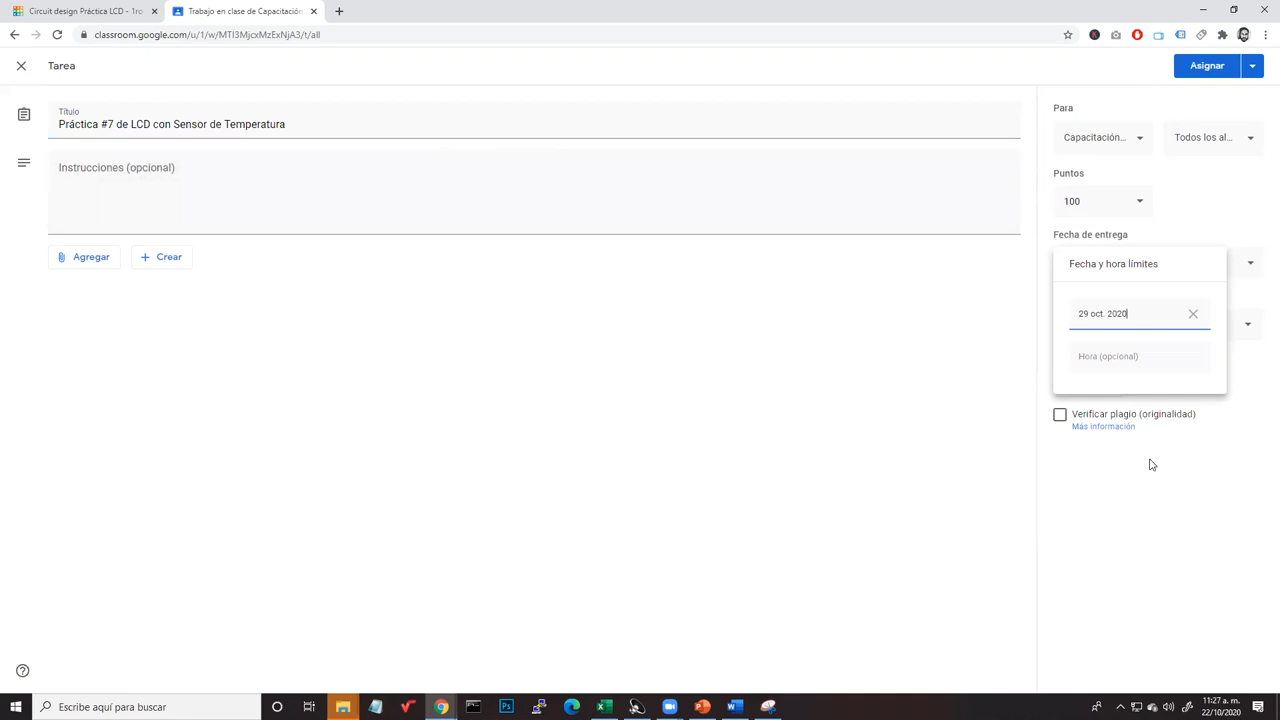 Circuit design Práctica LCD - 1ro
Trabajo en clase de Capacitación
classroom.google.com/u/1/w/MTI3MjcxMzExNjA3/t/all
Tarea
Asignar
Título
Práctica #7 de LCD con Sensor de Temperatura
Instrucciones (opcional)
Agregar
Crear
Para
Capacitación...
Todos los al...
Puntos
100
Fecha de entrega
Fecha y hora límites
29 oct. 2020
Hora (opcional)
Verificar plagio (originalidad)
Más información
Escribe aquí para buscar
11:27 a. m.
22/10/2020